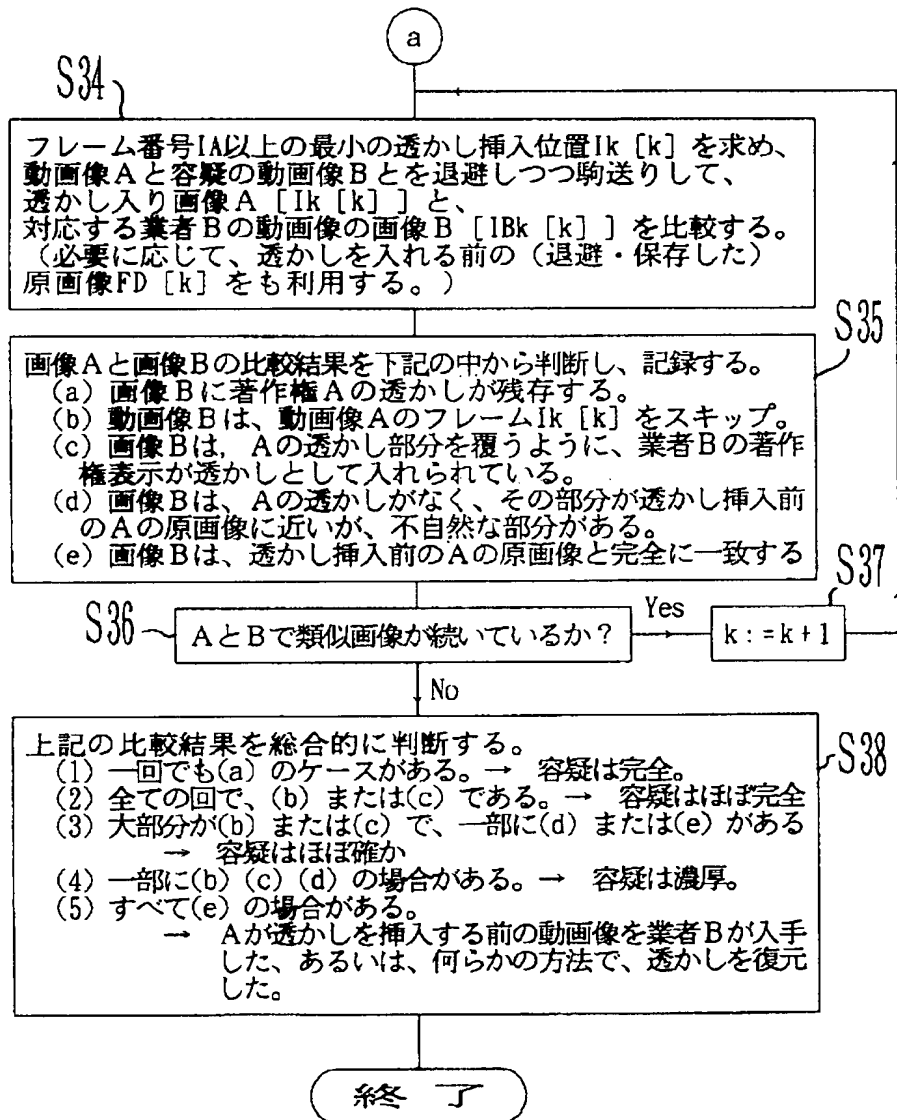 a
S34
フレーム番号IA以上の最小の透かし挿入位置Ik [k] を求め、
動画像Aと容疑の動画像Bとを退避しつつ駒送りして、
透かし入り画像A [Ik [k] ] と、
対応する業者Bの動画像の画像B [IBk [k] ] を比較する。
(必要に応じて、透かしを入れる前の(退避・保存した)
原画像FD [k] をも利用する。)
S35
画像Aと画像Bの比較結果を下記の中から判断し、記録する。
(a) 画像Bに著作権Aの透かしが残存する。
(b) 動画像Bは、動画像AのフレームIk [k] をスキップ。
(c) 画像Bは、Aの透かし部分を覆うように、業者Bの著作
権表示が透かしとして入れられている。
(d) 画像Bは、Aの透かしがなく、その部分が透かし挿入前
のAの原画像に近いが、不自然な部分がある。
(e) 画像Bは、透かし挿入前のAの原画像と完全に一致する
S36
AとBで類似画像が続いているか?
Yes
S37
k:=k+1
No
S38
上記の比較結果を総合的に判断する。
(1) 一回でも(a) のケースがある。→ 容疑は完全。
(2) 全ての回で、(b) または(c) である。→ 容疑はほぼ完全
(3) 大部分が(b) または(c) で、一部に(d) または(e) がある
→ 容疑はほぼ確か
(4) 一部に(b) (c) (d) の場合がある。→ 容疑は濃厚。
(5) すべて(e) の場合がある。
→ Aが透かしを挿入する前の動画像を業者Bが入手
した、あるいは、何らかの方法で、透かしを復元
した。
終了